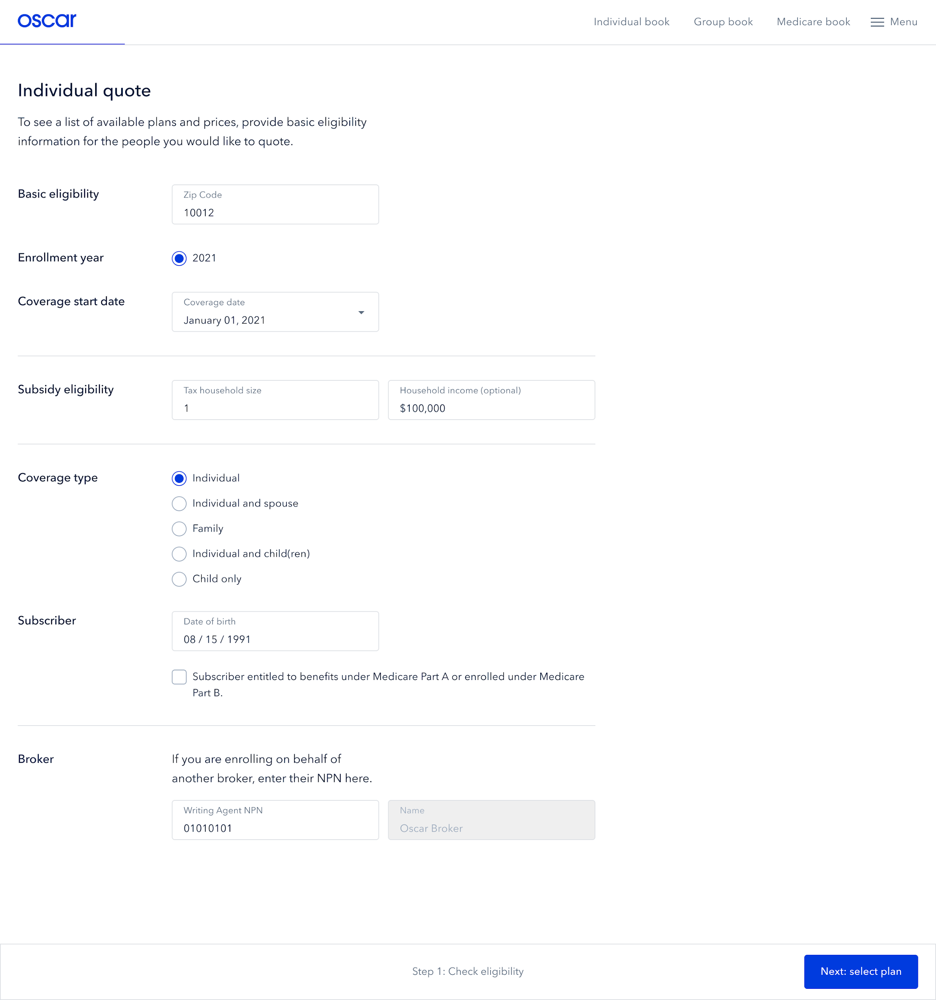 oscar
Individual book
Group book
Medicare book
Menu
Individual quote
To see a list of available plans and prices, provide basic eligibility
information for the people you would like to quote.
Basic eligibility
Zip Code
10012
Enrollment year
2021
Coverage start date
Coverage date
January 01, 2021
Subsidy eligibility
Tax household size
1
Household income (optional)
$100,000
Coverage type
Individual
Individual and spouse
Family
Individual and child(ren)
Child only
Subscriber
Date of birth
08 / 15 / 1991
Subscriber entitled to benefits under Medicare Part A or enrolled under Medicare
Part B.
Broker
If you are enrolling on behalf of
another broker, enter their NPN here.
Writing Agent NPN
01010101
Name
Oscar Broker
Step 1: Check eligibility
Next: select plan